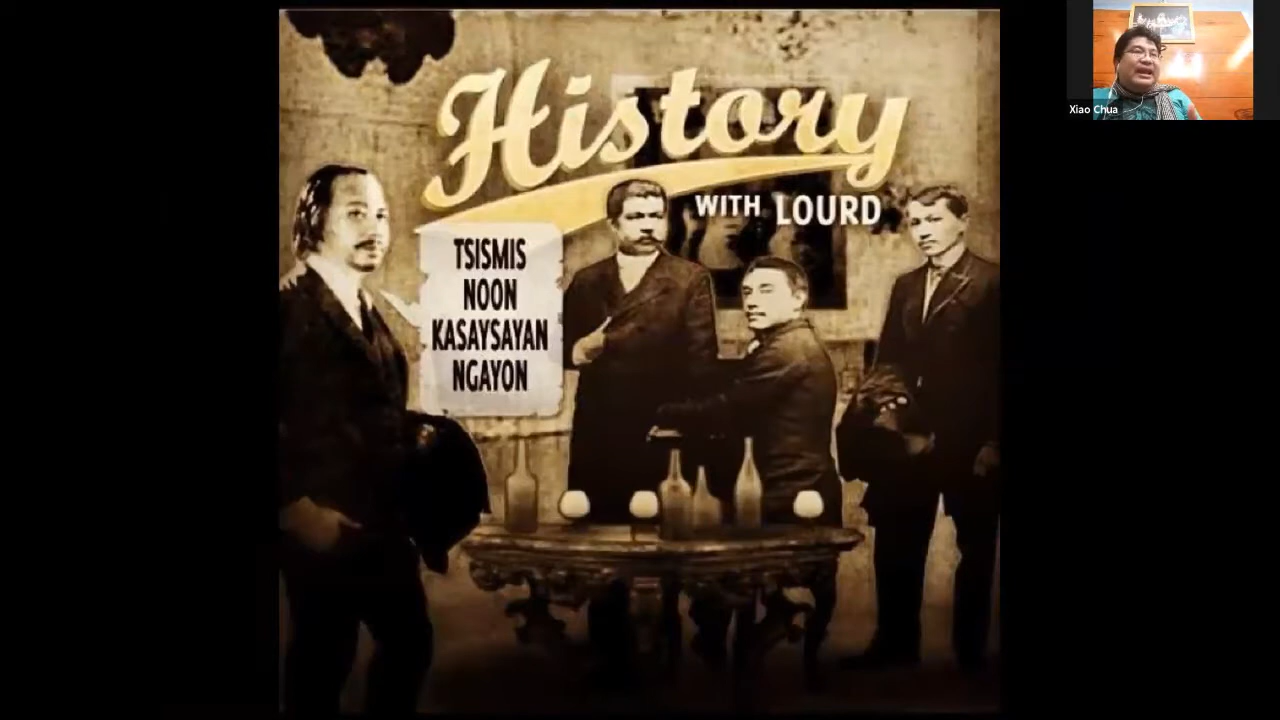 History
WITH LOURD
TSISMIS
NOON
KASAYSAYAN
NGAYON
Xiao Chua